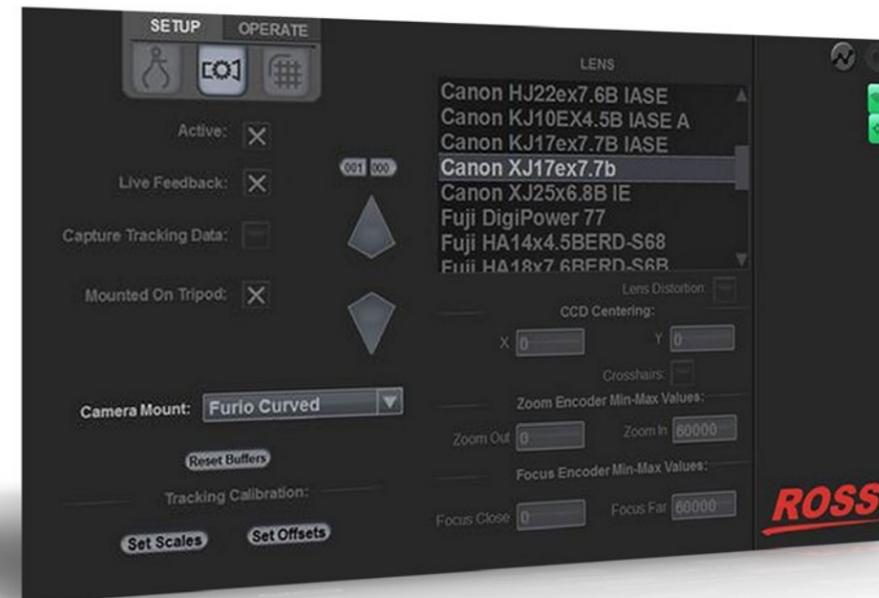 SETUP OPERATE
Active:
Live Feedback:
Capture Tracking Data:
Mounted On Tripod:
001 000
Camera Mount: Furio Curved
Reset Buffers
Tracking Calibration:
Set Scales Set Offsets
LENS
Canon HJ22ex7.6B IASE
Canon KJ10EX4.5B IASE A
Canon KJ17ex7.7B IASE
Canon XJ17ex7.7b
Canon XJ25x6.8B IE
Fuji DigiPower 77
Fuji HA14x4.5BERD-S68
Fuji HA18x7.6BERD-S6B
Lens Distortion:
CCD Centering:
X 0 Y 0
Crosshairs:
Zoom Encoder Min-Max Values:
Zoom Out 0 Zoom In 60000
Focus Encoder Min-Max Values:
Focus Close 0 Focus Far 60000
ROSS